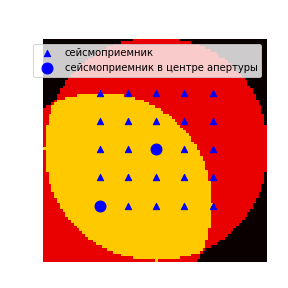 сейсмоприемник
сейсмоприемник в центре апертуры